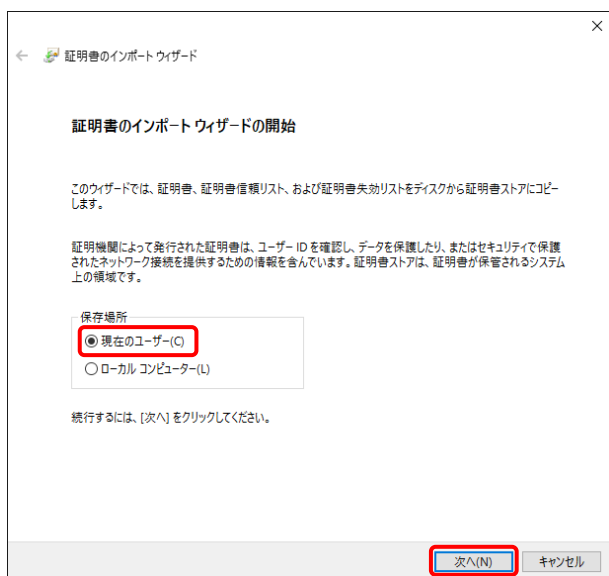 証明書のインポート ウィザード
証明書のインポート ウィザードの開始
このウィザードでは、証明書、証明書信頼リスト、および証明書失効リストをディスクから証明書ストアにコピー
します。
証明機関によって発行された証明書は、ユーザー ID を確認し、データを保護したり、またはセキュリティで保護
されたネットワーク接続を提供するための情報を含んでいます。証明書ストアは、証明書が保管されるシステム
上の領域です。
保存場所
現在のユーザー(C)
ローカル コンピューター(L)
続行するには、[次へ] をクリックしてください。
次へ(N) キャンセル